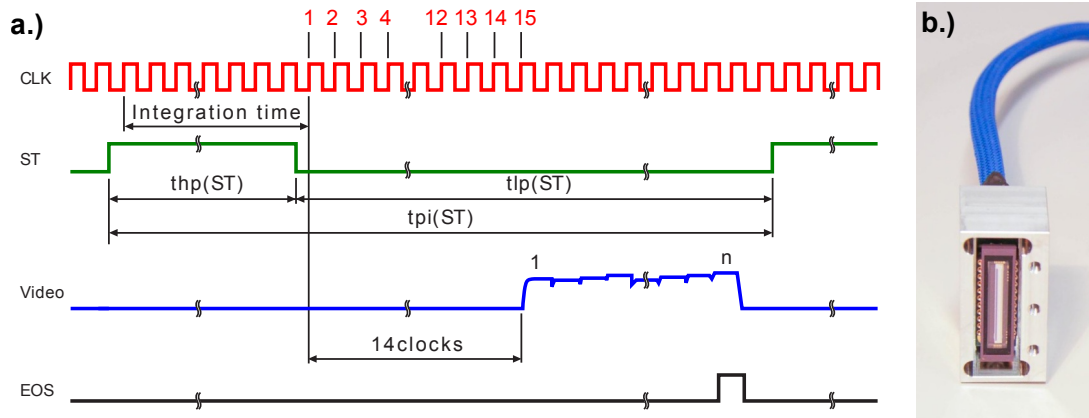 a.)
1 2 3 4 12 13 14 15
b.)
CLK
Integration time
ST
thp(ST) tlp(ST)
tpi(ST)
1 n
Video
14clocks
EOS